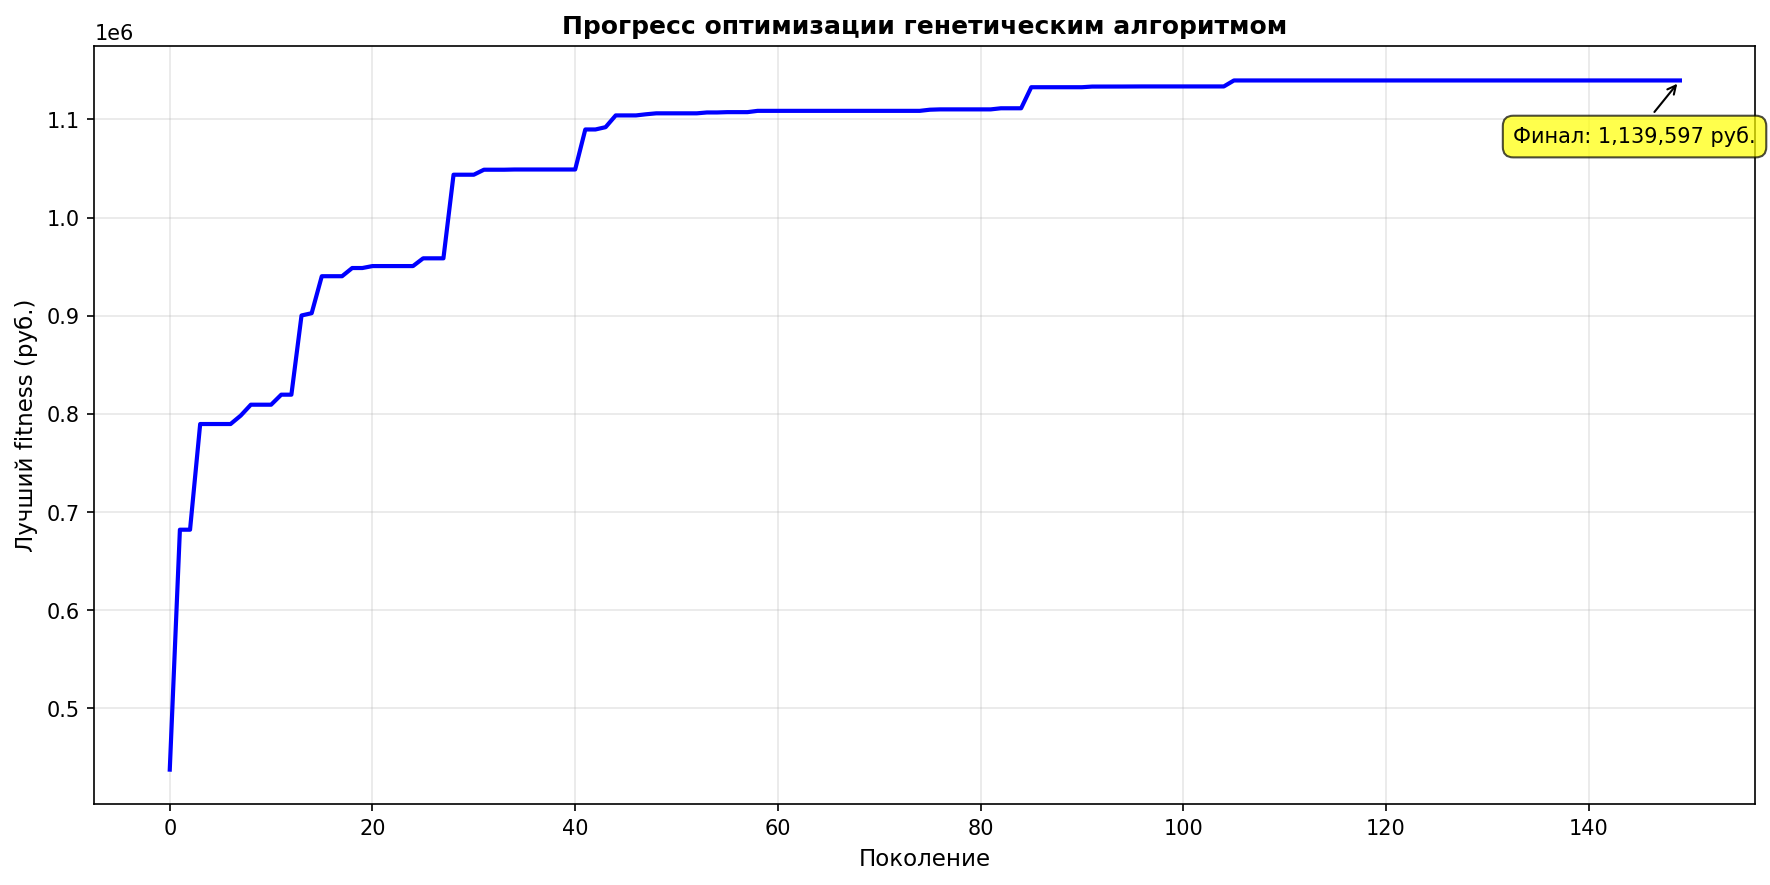 Прогресс оптимизации генетическим алгоритмом
1e6
1.1
1.0
0.9
0.8
0.7
0.6
0.5
Лучший fitness (руб.)
Финал: 1,139,597 руб.
0 20 40 60 80 100 120 140
Поколение